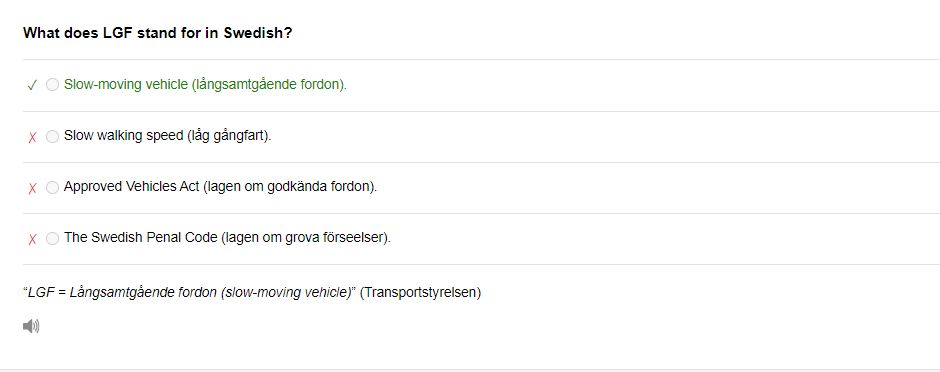 What does LGF stand for in Swedish?
✓ Slow-moving vehicle (långsamtgående fordon).
X Slow walking speed (låg gångfart).
X Approved Vehicles Act (lagen om godkända fordon).
X The Swedish Penal Code (lagen om grova förseelser).
“LGF = Långsamtgående fordon (slow-moving vehicle)” (Transportstyrelsen)